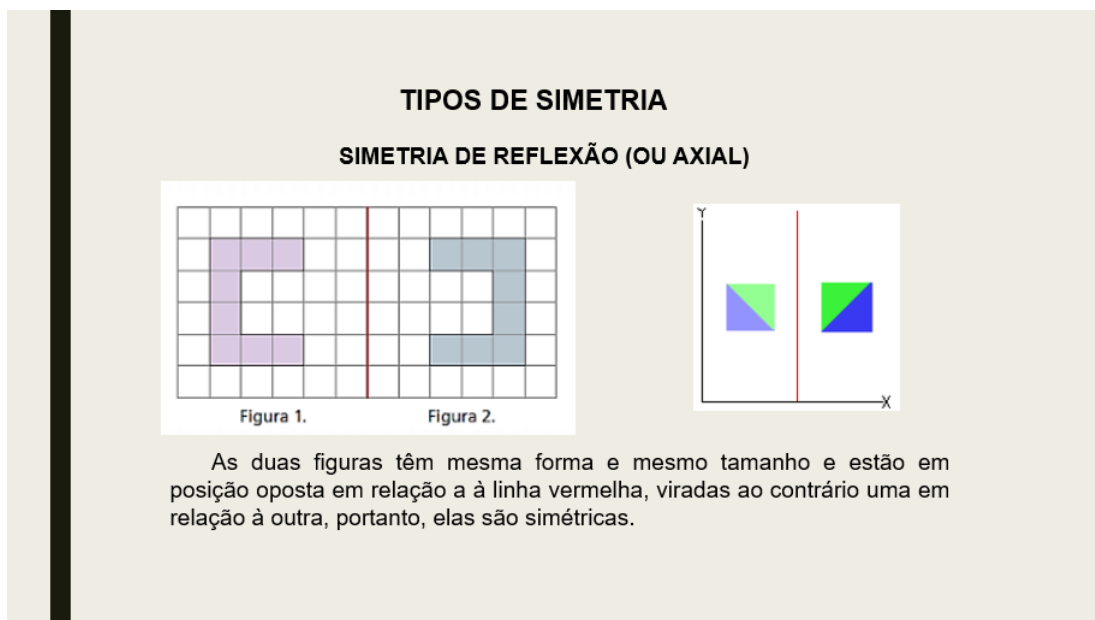 TIPOS DE SIMETRIA
SIMETRIA DE REFLEXÃO (OU AXIAL)
Figura 1.
Figura 2.
Y
X
As duas figuras têm mesma forma e mesmo tamanho e estão em
posição oposta em relação a à linha vermelha, viradas ao contrário uma em
relação à outra, portanto, elas são simétricas.